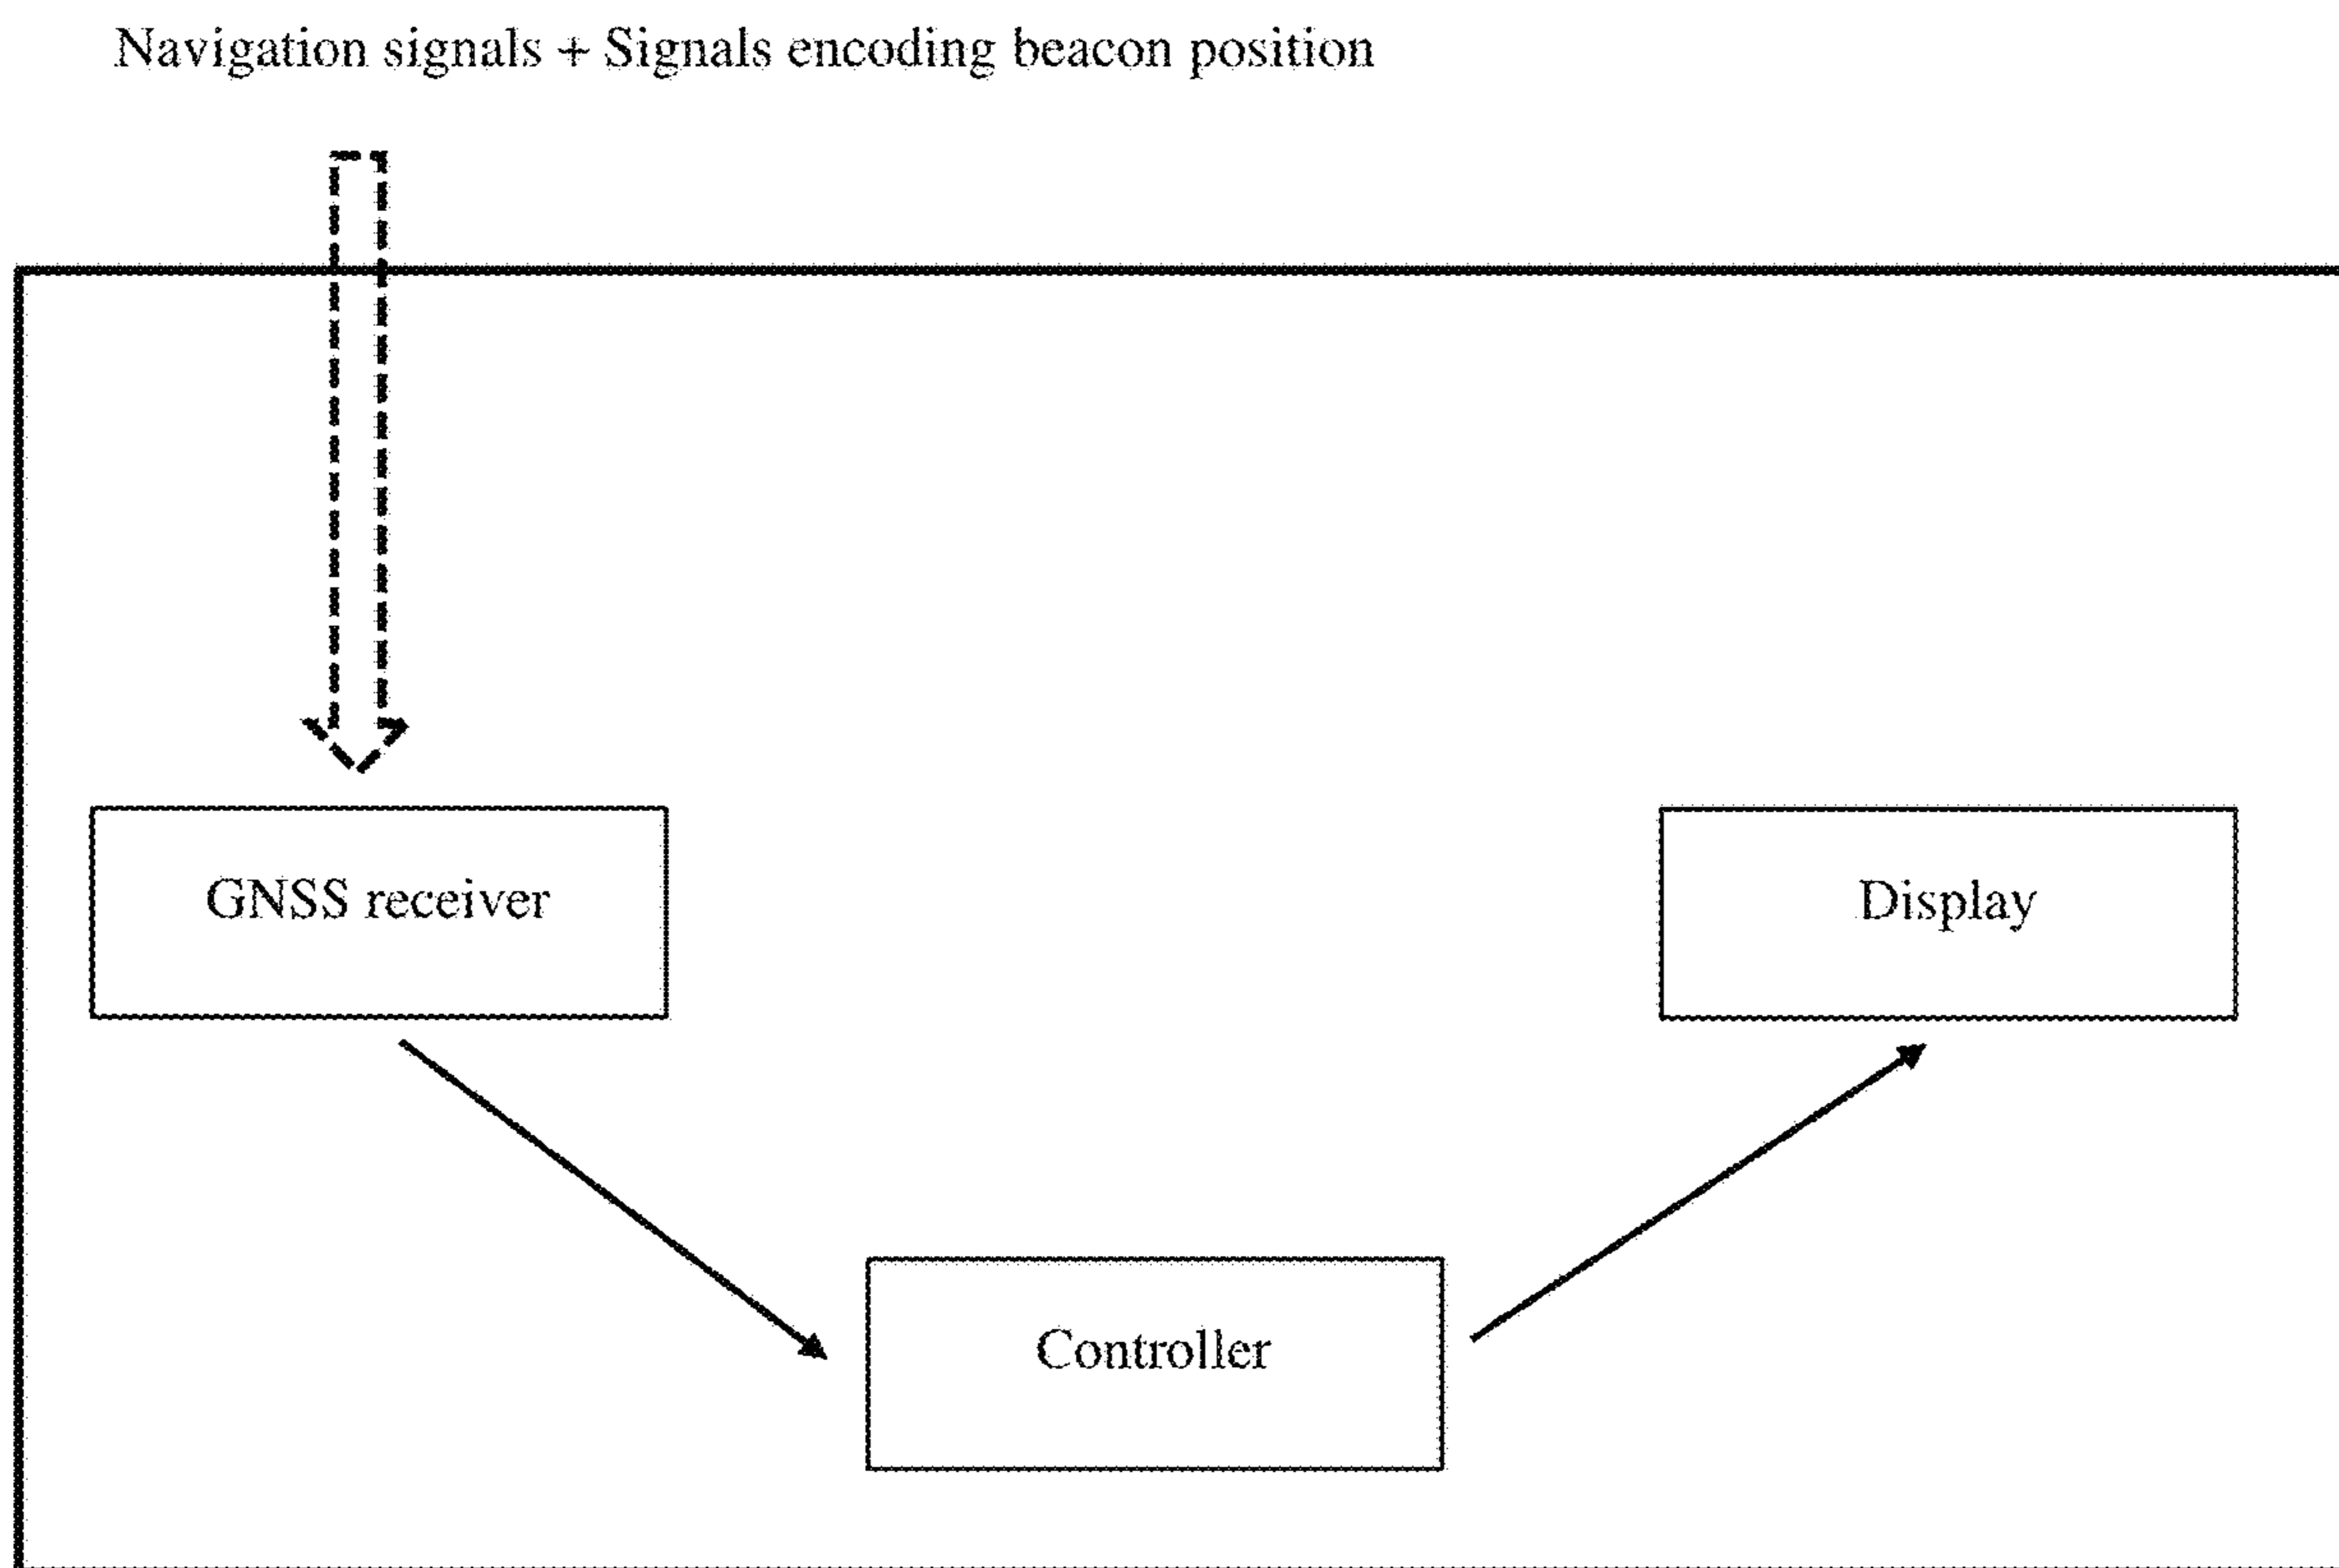 Navigation signals + Signals encoding beacon position
GNSS receiver
Display
Controller